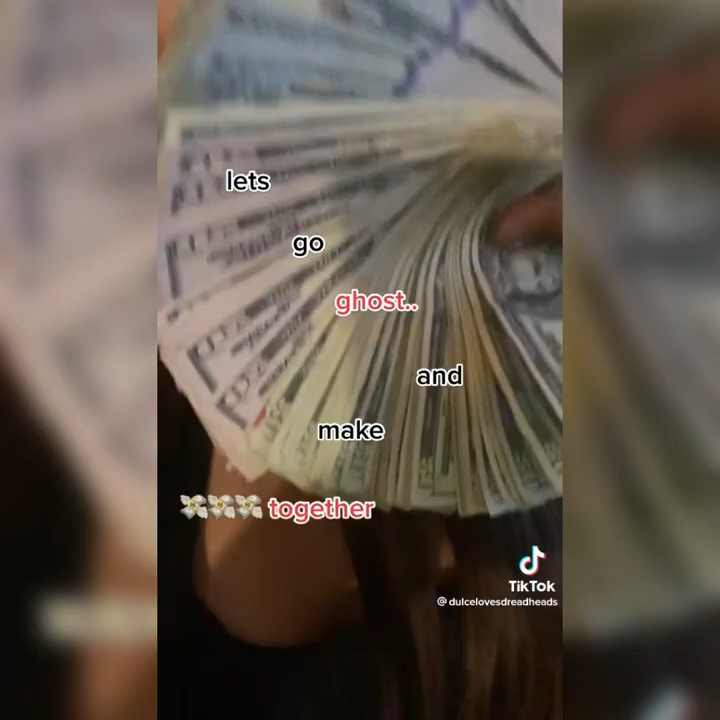 lets
go
ghost..
and
make
💸💸💸 together
TikTok
@dulcelovesdreadheads